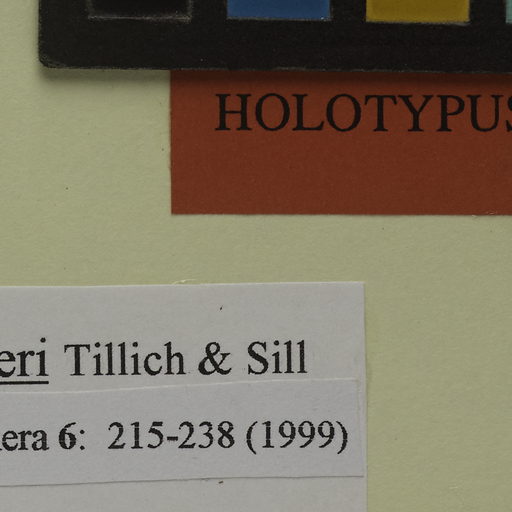 HOLOTYPUS
eri Tillich & Sill
era 6: 215-238 (1999)